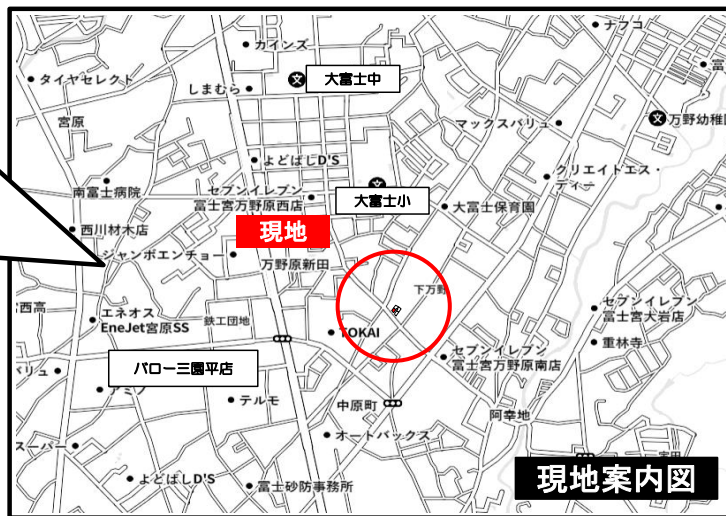 ナフコ
カインズ
富
タイヤセレクト
大富士中
しまむら
宮原
マックスバリュ
万野幼稚園
よどばしD'S
クリエイトエス・
ディー
南富士病院
セブンイレブン
富士宮万野原西店
大富士小
大富士保育園
西川材木店
現地
ジャンボエンチョー
万野原新田
下万野
西高
エネオス
EneJet宮原SS
鉄工団地
TOKAI
セブンイレブン
富士宮大岩店
重林寺
セブンイレブン
富士宮万野原南店
バロー三園平店
バリュ
アミノ
テルモ
中原町
阿幸地
オートバックス
スーパー
よどばしD'S
富士砂防事務所
現地案内図